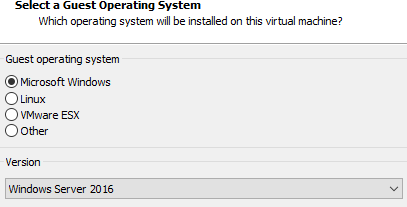 Select a Guest Operating System
Which operating system will be installed on this virtual machine?
Guest operating system
Microsoft Windows
Linux
VMware ESX
Other
Version
Windows Server 2016